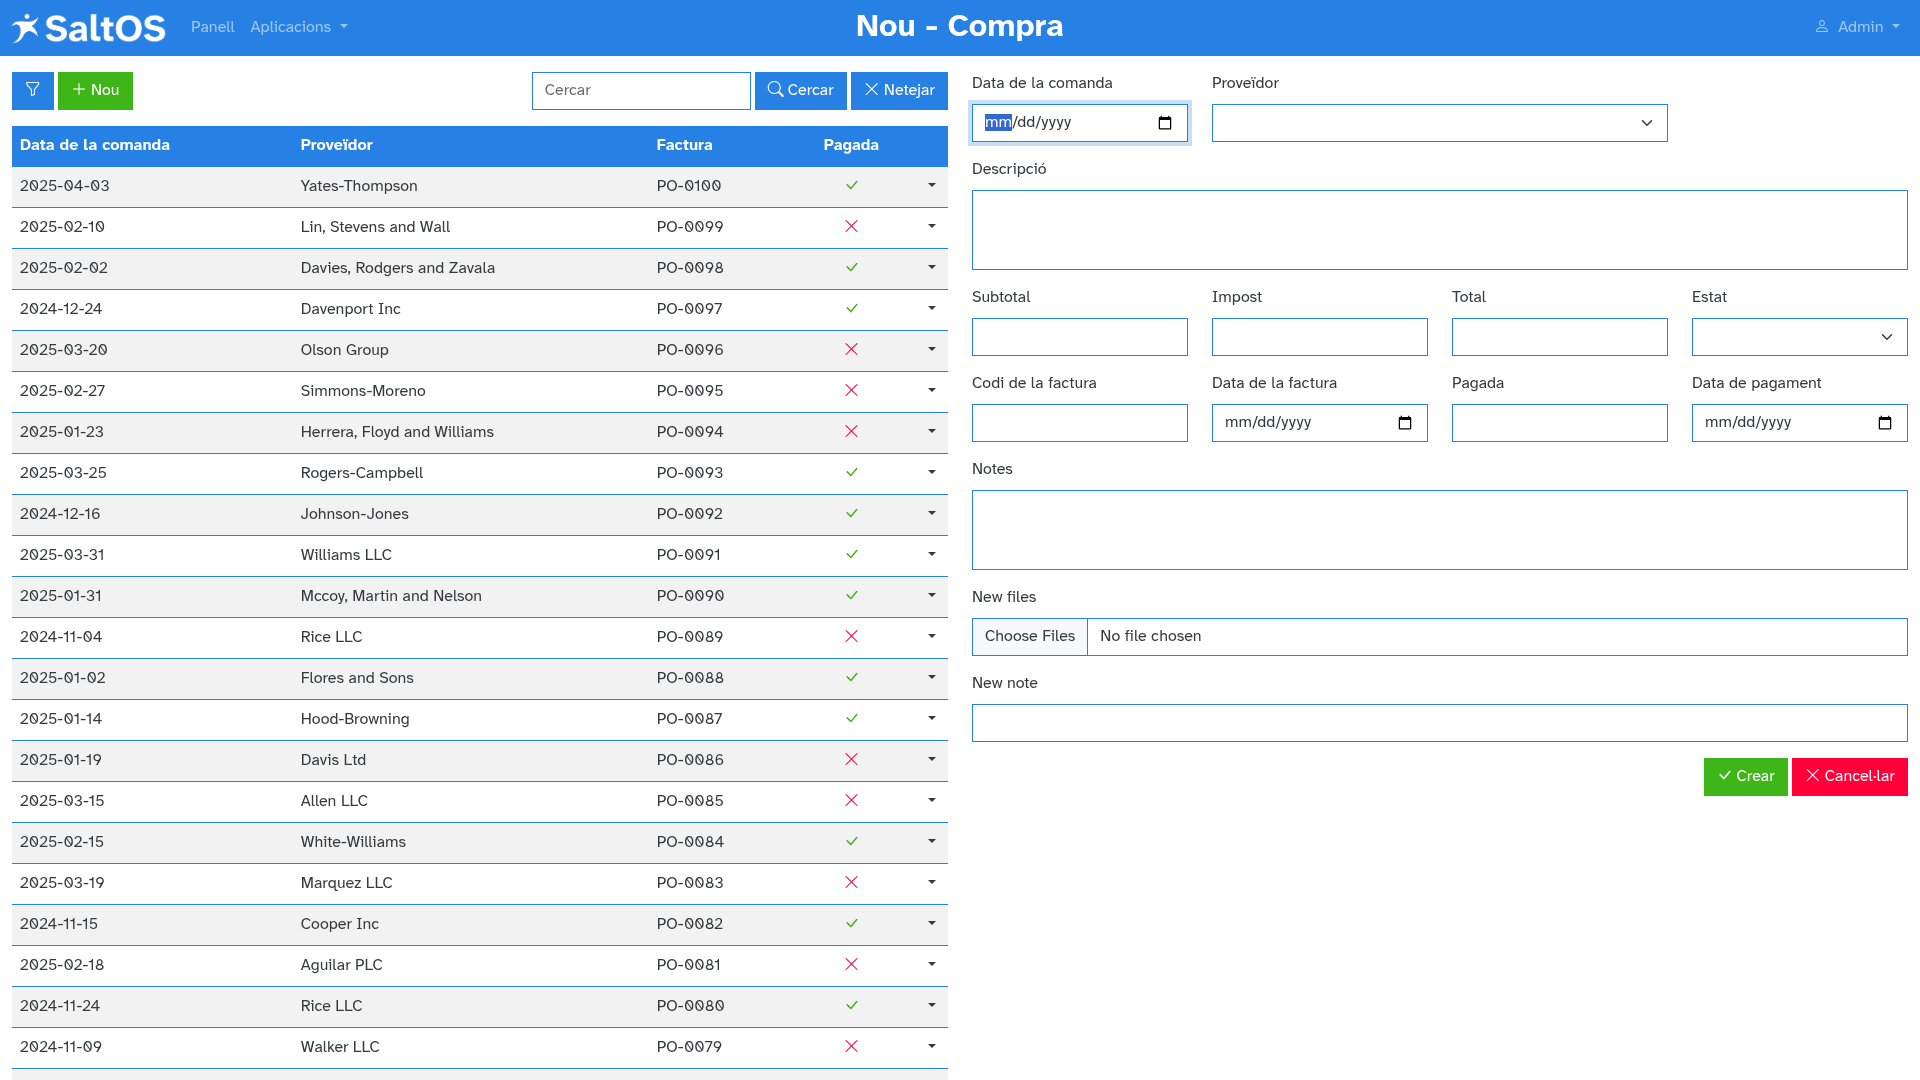 SaltOS Panell Aplicacions Nou - Compra Admin
Nou Cercar Cercar Netejar
Data de la comanda Proveïdor Factura Pagada
2025-04-03 Yates-Thompson PO-0100
2025-02-10 Lin, Stevens and Wall PO-0099
2025-02-02 Davies, Rodgers and Zavala PO-0098
2024-12-24 Davenport Inc PO-0097
2025-03-20 Olson Group PO-0096
2025-02-27 Simmons-Moreno PO-0095
2025-01-23 Herrera, Floyd and Williams PO-0094
2025-03-25 Rogers-Campbell PO-0093
2024-12-16 Johnson-Jones PO-0092
2025-03-31 Williams LLC PO-0091
2025-01-31 Mccoy, Martin and Nelson PO-0090
2024-11-04 Rice LLC PO-0089
2025-01-02 Flores and Sons PO-0088
2025-01-14 Hood-Browning PO-0087
2025-01-19 Davis Ltd PO-0086
2025-03-15 Allen LLC PO-0085
2025-02-15 White-Williams PO-0084
2025-03-19 Marquez LLC PO-0083
2024-11-15 Cooper Inc PO-0082
2025-02-18 Aguilar PLC PO-0081
2024-11-24 Rice LLC PO-0080
2024-11-09 Walker LLC PO-0079
Data de la comanda Proveïdor
mm/dd/yyyy
Descripció
Subtotal Impost Total Estat
Codi de la factura Data de la factura Pagada Data de pagament
mm/dd/yyyy mm/dd/yyyy
Notes
New files
Choose Files No file chosen
New note
Crear Cancel·lar